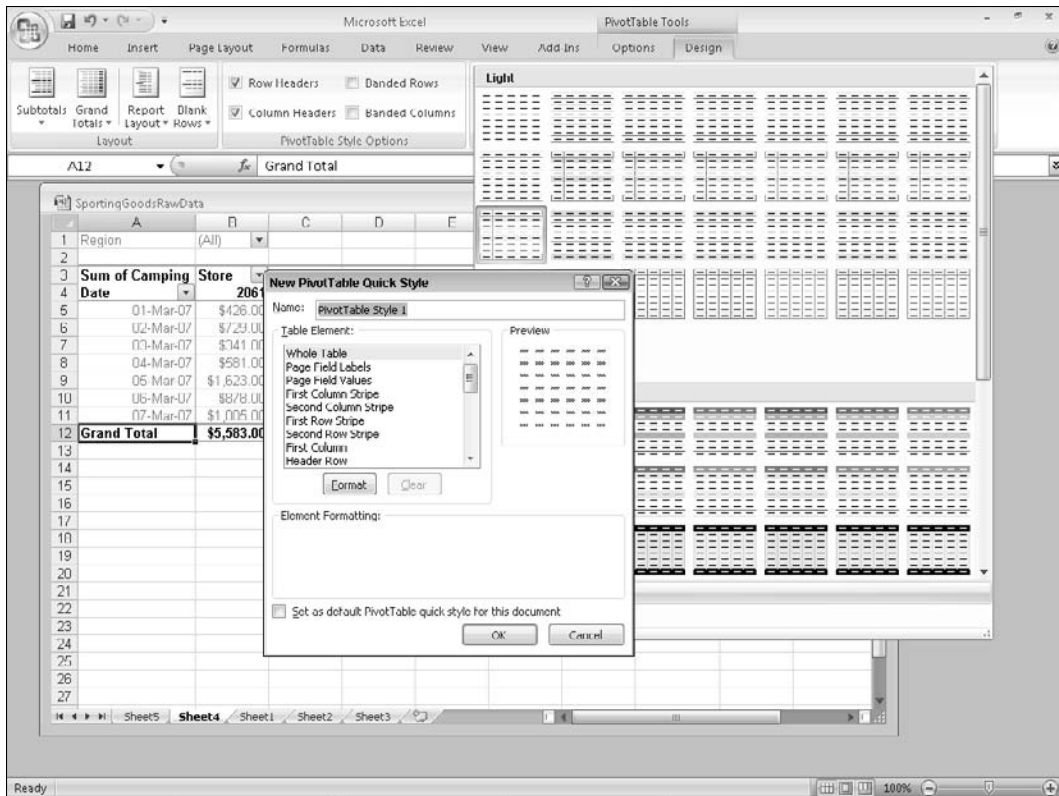 Microsoft Excel
PivotTable Tools
Home Insert Page Layout Formulas Data Review View Add-Ins Options Design
Subtotals
Grand Totals
Report Layout
Blank Rows
Layout
Row Headers
Banded Rows
Column Headers
Banded Columns
PivotTable Style Options
Light
A12
fx
Grand Total
SportingGoodsRawData
A B C D E
1 Region (All)
2
3 Sum of Camping Store
4 Date 2061
5 01-Mar-07 $426.00
6 02-Mar-07 $729.00
7 03-Mar-07 $341.00
8 04-Mar-07 $581.00
9 05-Mar-07 $1,623.00
10 06-Mar-07 $878.00
11 07-Mar-07 $1,005.00
12 Grand Total $5,583.00
13
14
15
16
17
18
19
20
21
22
23
24
25
26
27
New PivotTable Quick Style
Name: PivotTable Style 1
Table Element:
Whole Table
Page Field Labels
Page Field Values
First Column Stripe
Second Column Stripe
First Row Stripe
Second Row Stripe
First Column
Header Row
Preview
Format
Clear
Element Formatting:
Set as default PivotTable quick style for this document
OK
Cancel
Sheet5 Sheet4 Sheet1 Sheet2 Sheet3
Ready
100%